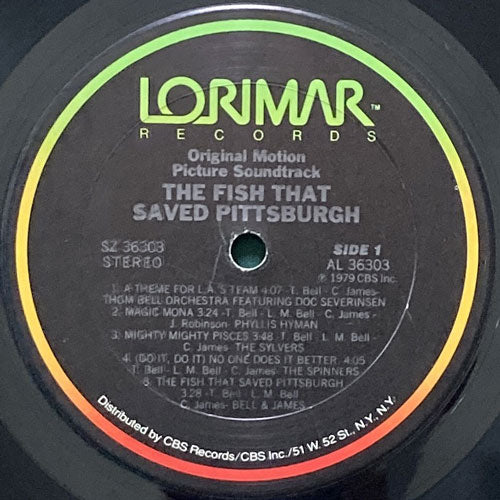 LORIMAR™
RECORDS
Original Motion
Picture Soundtrack
THE FISH THAT
SAVED PITTSBURGH
SZ 36303
STEREO
SIDE 1
AL 36303
℗ 1979 CBS Inc.
1. A THEME FOR L.A.'S TEAM 4:07 - T. Bell - C. James-
THOM BELL ORCHESTRA FEATURING DOC SEVERINSEN
2. MAGIC MONA 3:24 - T. Bell - L. M. Bell - C. James-
J. Robinson- PHYLLIS HYMAN
3. MIGHTY MIGHTY PISCES 3:48 - T. Bell - L. M. Bell -
C. James- THE SYLVERS
4. (DO IT, DO IT) NO ONE DOES IT BETTER. 4:05
T. Bell - L. M. Bell - C. James- THE SPINNERS
5. THE FISH THAT SAVED PITTSBURGH
3:28 - T. Bell - L. M. Bell
C. James- BELL & JAMES
Distributed by CBS Records/CBS Inc./51 W. 52 St., N.Y., N.Y.